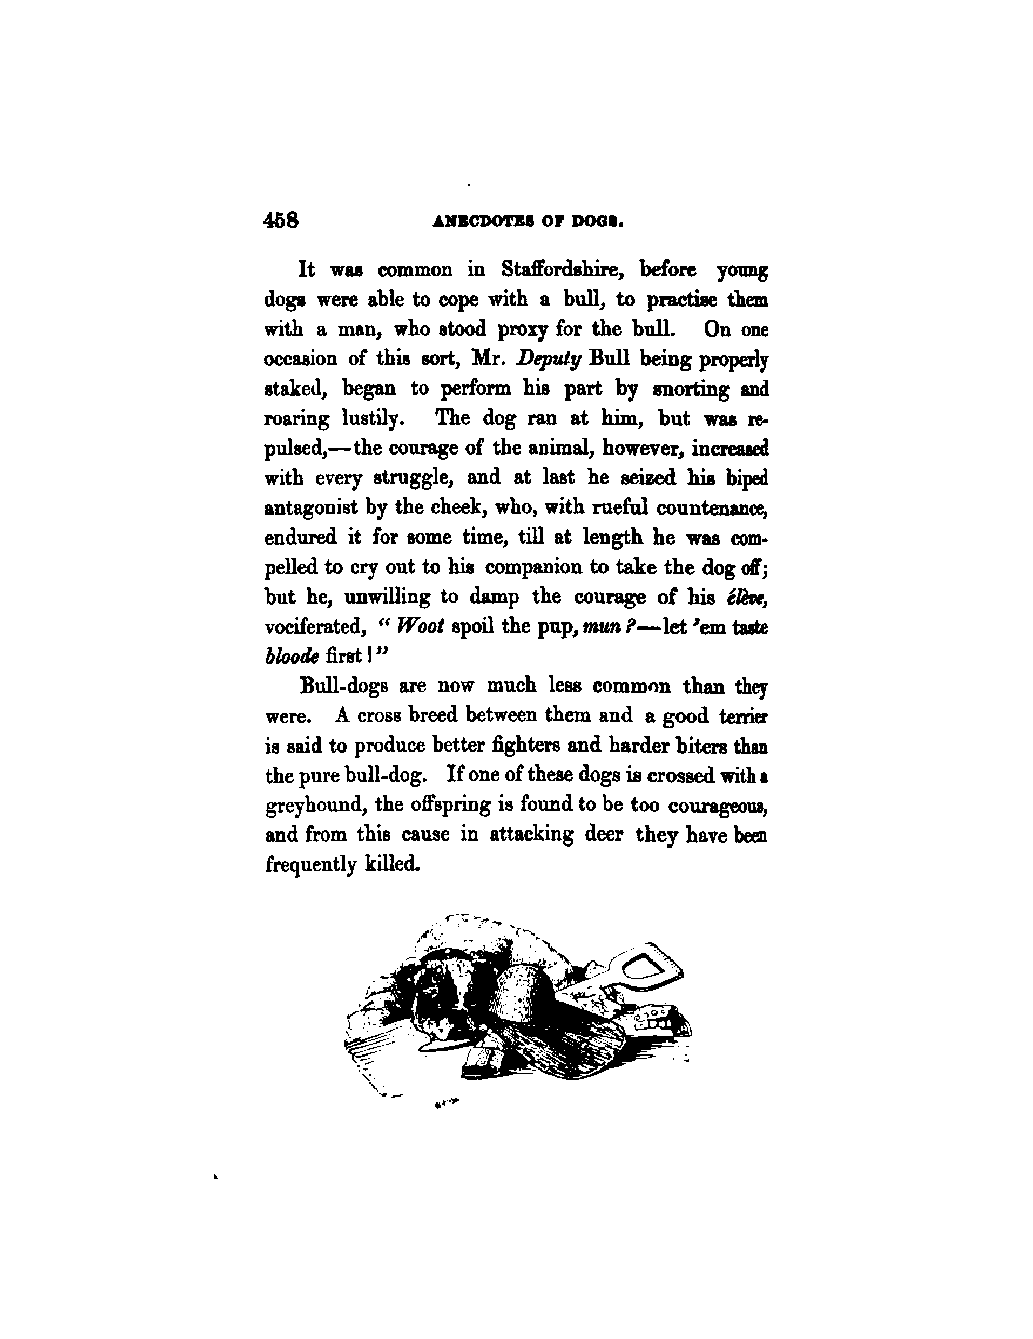 458 ANECDOTES OF DOGS.
It was common in Staffordshire, before young
dogs were able to cope with a bull, to practise them
with a man, who stood proxy for the bull. On one
occasion of this sort, Mr. Deputy Bull being properly
staked, began to perform his part by snorting and
roaring lustily. The dog ran at him, but was re-
pulsed,—the courage of the animal, however, increased
with every struggle, and at last he seized his biped
antagonist by the cheek, who, with rueful countenance,
endured it for some time, till at length he was com-
pelled to cry out to his companion to take the dog off;
but he, unwilling to damp the courage of his élève,
vociferated, “ Woot spoil the pup, mun ?—let ’em taste
bloode first !”
Bull-dogs are now much less common than they
were. A cross breed between them and a good terrier
is said to produce better fighters and harder biters than
the pure bull-dog. If one of these dogs is crossed with a
greyhound, the offspring is found to be too courageous,
and from this cause in attacking deer they have been
frequently killed.